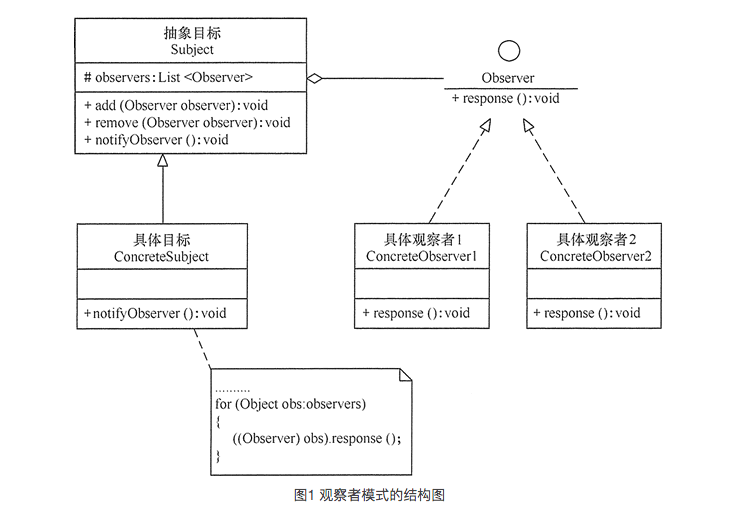 抽象目标
Subject
# observers:List <Observer>
+ add (Observer observer):void
+ remove (Observer observer):void
+ notifyObserver ():void
Observer
+ response ():void
具体目标
ConcreteSubject
+notifyObserver ():void
具体观察者1
ConcreteObserver1
+ response ():void
具体观察者2
ConcreteObserver2
+ response ():void
..........
for (Object obs:observers)
{
((Observer) obs).response ();
}
图1 观察者模式的结构图